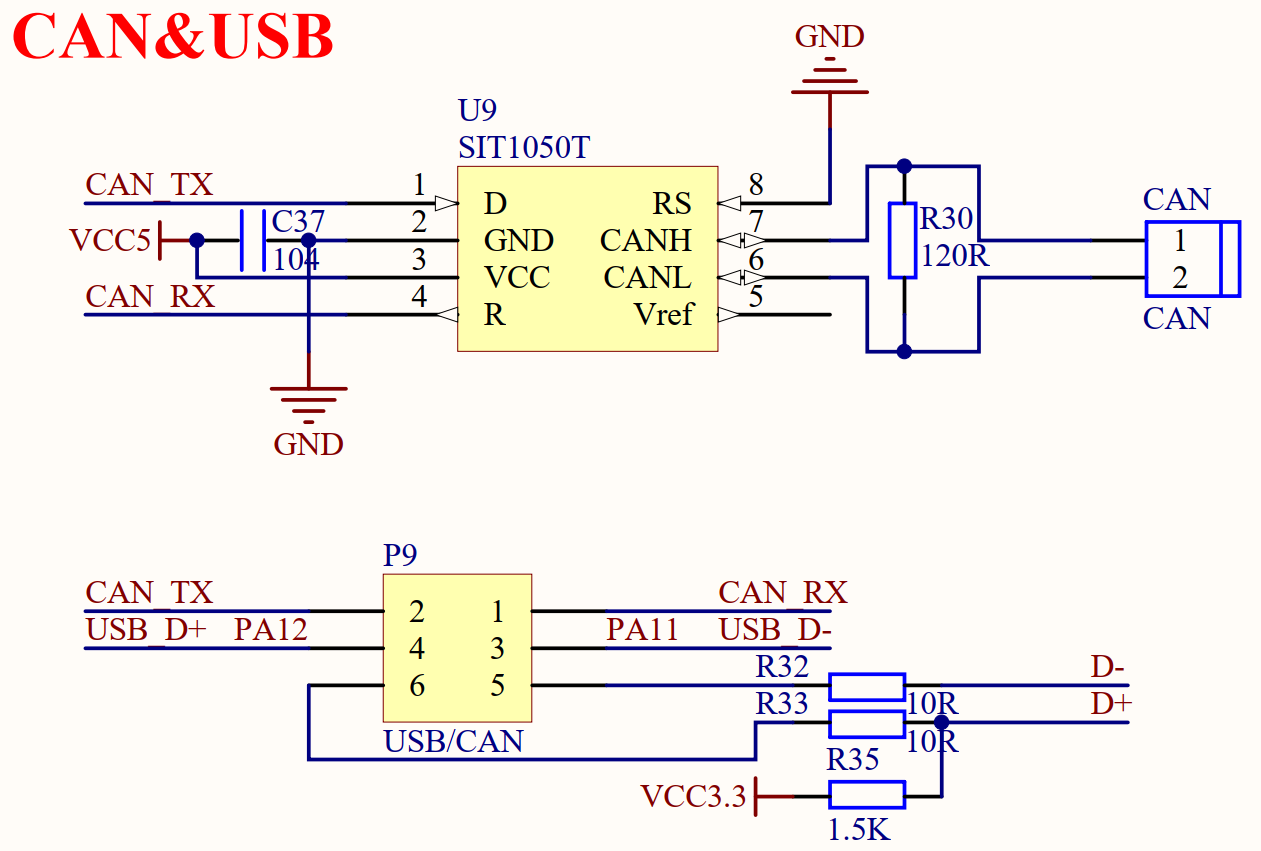 CAN&USB
GND
U9
SIT1050T
CAN_TX
1
D
RS
8
VCC5
C37
104
2
GND
CANH
7
3
VCC
CANL
6
CAN_RX
4
R
Vref
5
R30
120R
CAN
1
2
CAN
GND
P9
CAN_TX
2
1
CAN_RX
USB_D+ PA12
4
3
PA11 USB_D-
6
5
R32
10R
D-
R33
10R
D+
USB/CAN
R35
VCC3.3
1.5K